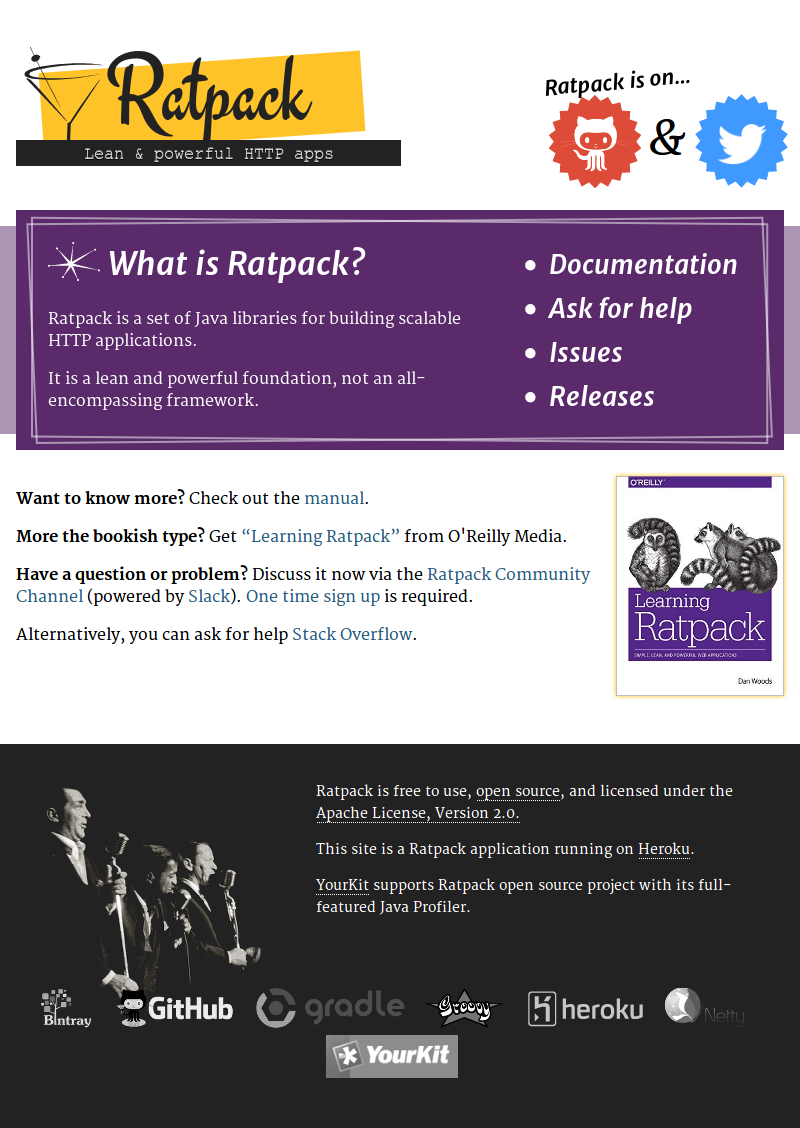 Ratpack
Lean & powerful HTTP apps
Ratpack is on...
&
What is Ratpack?
Ratpack is a set of Java libraries for building scalable
HTTP applications.
It is a lean and powerful foundation, not an all-
encompassing framework.
• Documentation
• Ask for help
• Issues
• Releases
Want to know more? Check out the manual.
More the bookish type? Get “Learning Ratpack” from O'Reilly Media.
Have a question or problem? Discuss it now via the Ratpack Community
Channel (powered by Slack). One time sign up is required.
Alternatively, you can ask for help Stack Overflow.
O'REILLY®
Learning
Ratpack
SIMPLE, LEAN, AND POWERFUL WEB APPLICATIONS
Dan Woods
Ratpack is free to use, open source, and licensed under the
Apache License, Version 2.0.
This site is a Ratpack application running on Heroku.
YourKit supports Ratpack open source project with its full-
featured Java Profiler.
Bintray GitHub gradle Groovy heroku Netty
YourKit